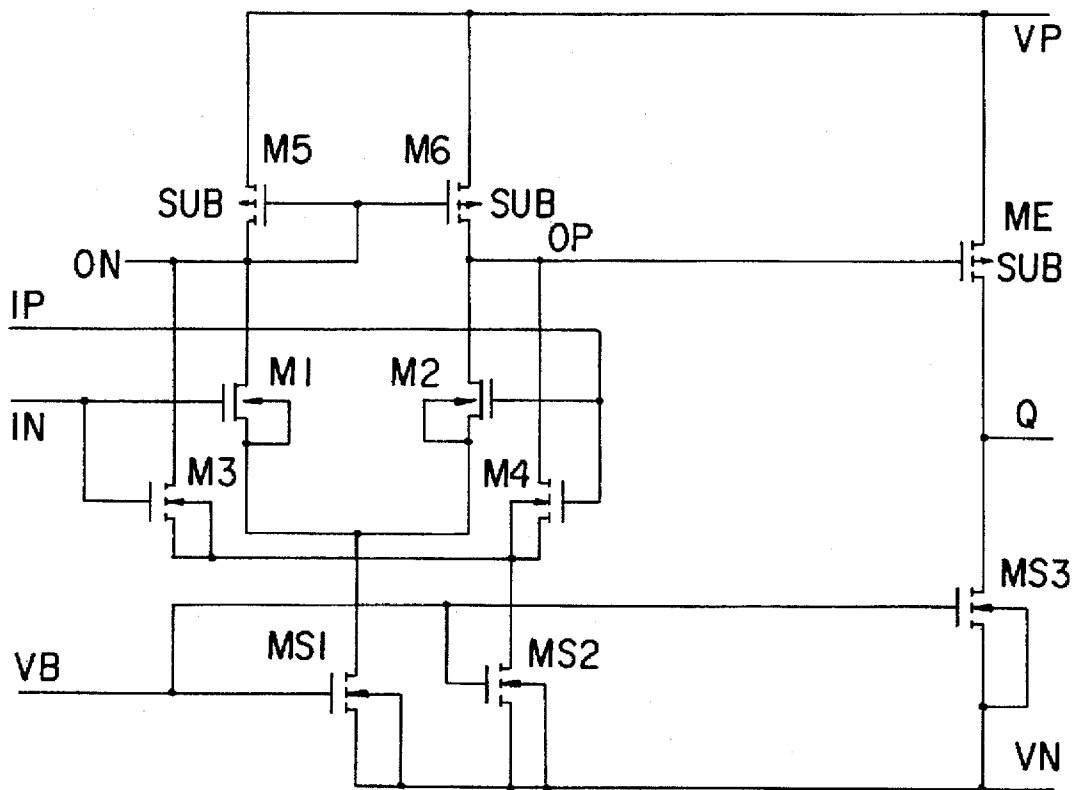 VP
M5 M6
SUB SUB ME
ON OP SUB
IP
M1 M2
IN Q
M3 M4
MS3
MS1 MS2
VB
VN